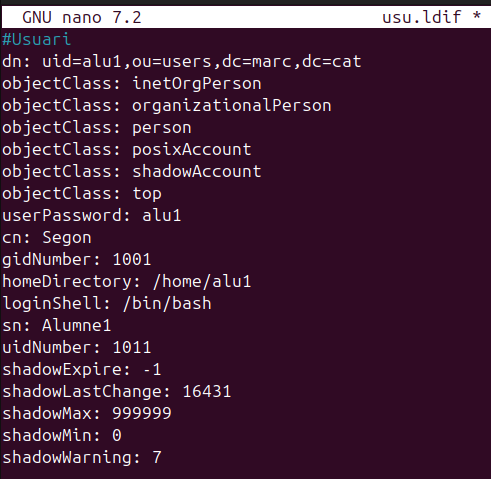 GNU nano 7.2 usu.ldif *
#Usuari
dn: uid=alu1,ou=users,dc=marc,dc=cat
objectClass: inetOrgPerson
objectClass: organizationalPerson
objectClass: person
objectClass: posixAccount
objectClass: shadowAccount
objectClass: top
userPassword: alu1
cn: Segon
gidNumber: 1001
homeDirectory: /home/alu1
loginShell: /bin/bash
sn: Alumne1
uidNumber: 1011
shadowExpire: -1
shadowLastChange: 16431
shadowMax: 999999
shadowMin: 0
shadowWarning: 7